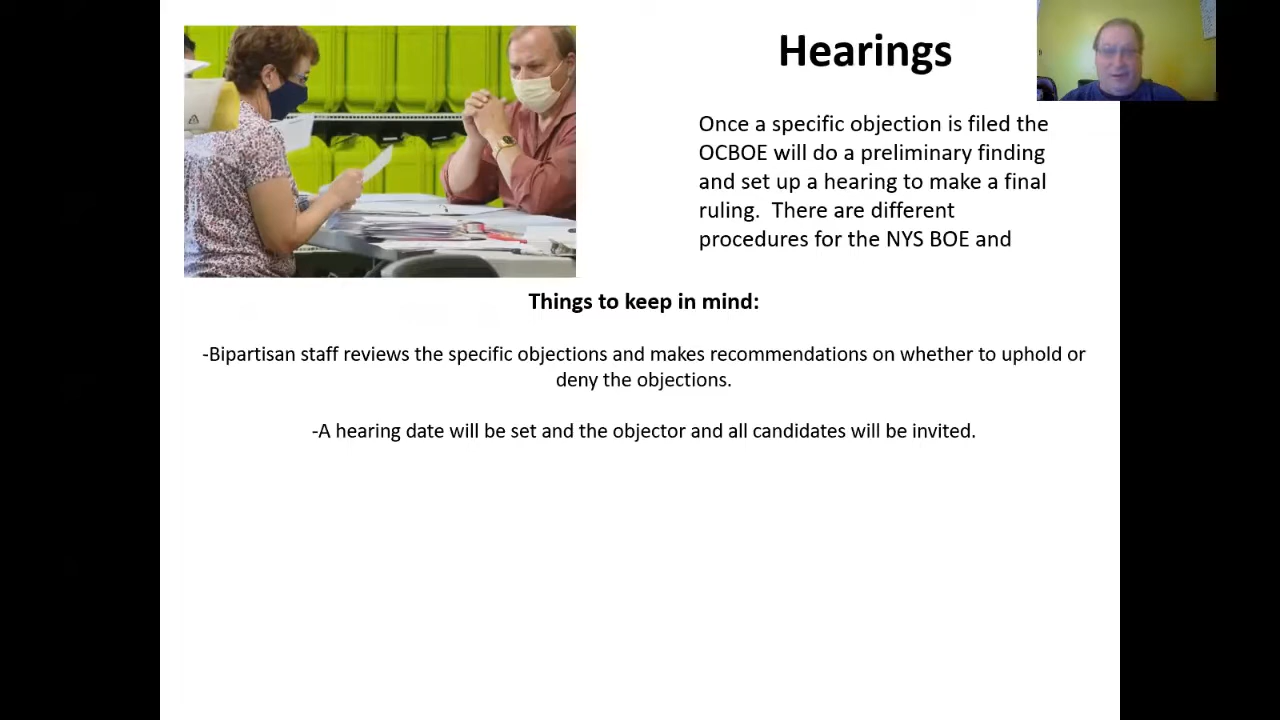 Hearings
Once a specific objection is filed the
OCBOE will do a preliminary finding
and set up a hearing to make a final
ruling.  There are different
procedures for the NYS BOE and
Things to keep in mind:
-Bipartisan staff reviews the specific objections and makes recommendations on whether to uphold or
deny the objections.
-A hearing date will be set and the objector and all candidates will be invited.